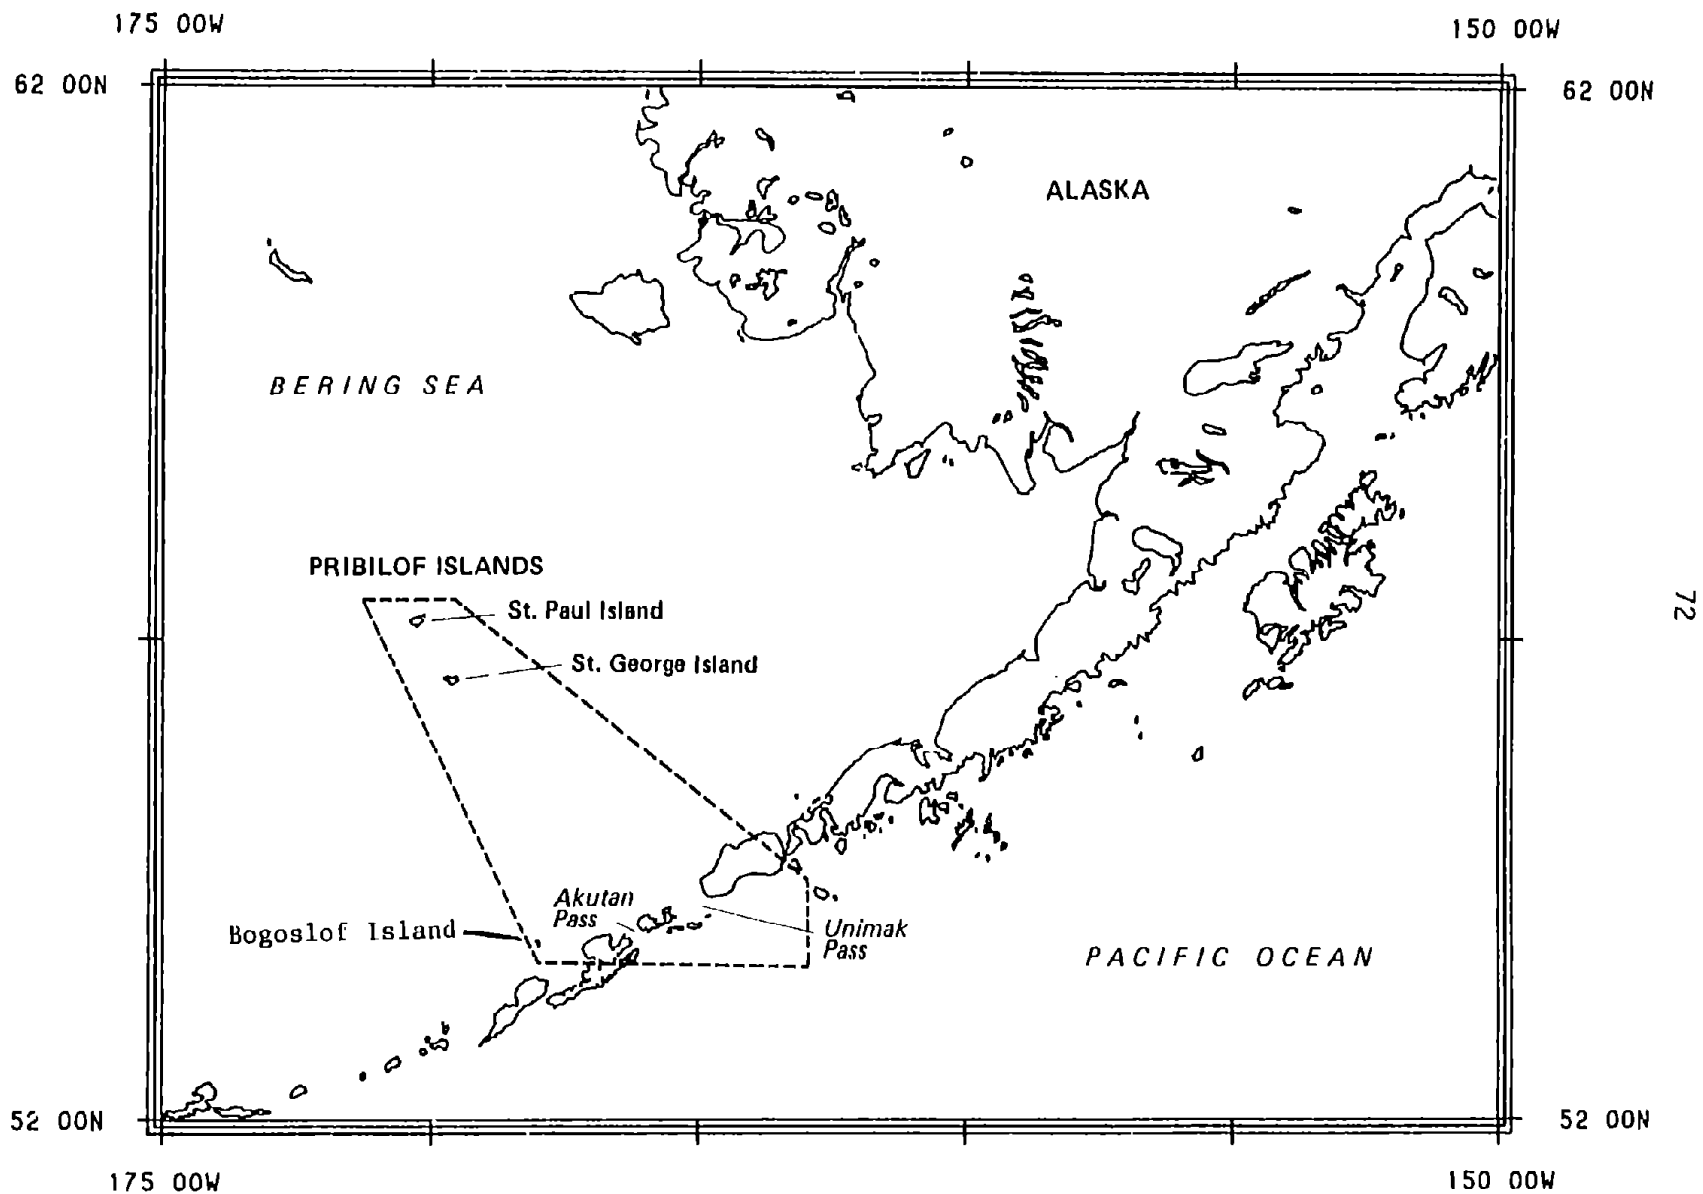 175 00W
150 00W
62 00N
62 00N
ALASKA
BERING SEA
PRIBILOF ISLANDS
St. Paul Island
72
St. George Island
Akutan
Pass
Bogoslof Island
Unimak
Pass
PACIFIC OCEAN
52 00N
52 00N
175 00W
150 00W